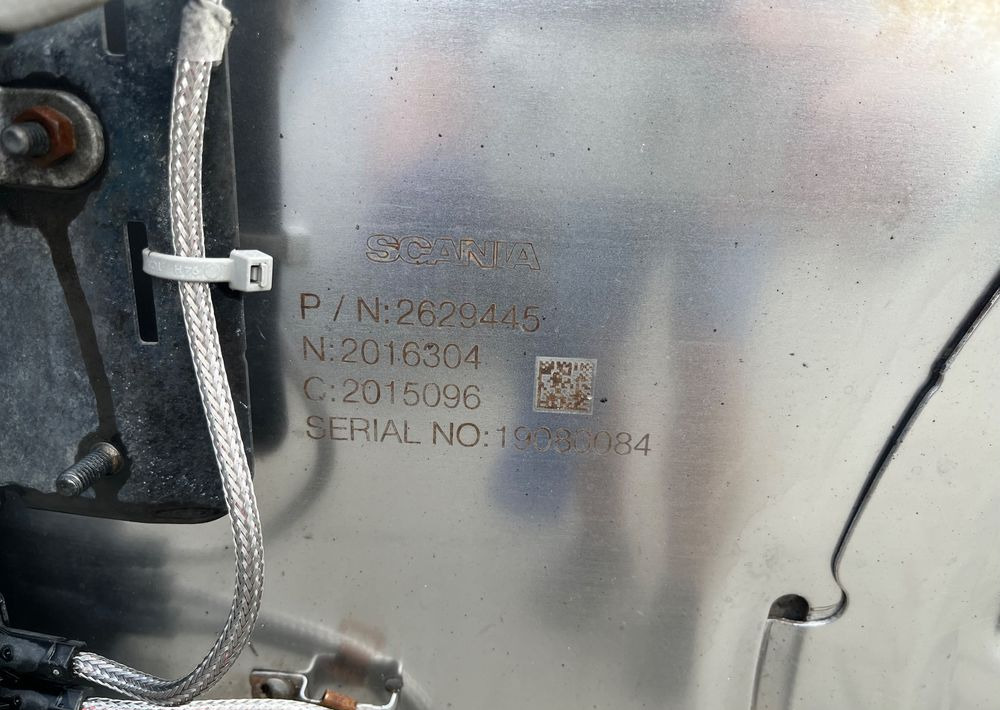 SCANIA
P / N:2629445
N:2016304
C:2015096
SERIAL NO:19080084